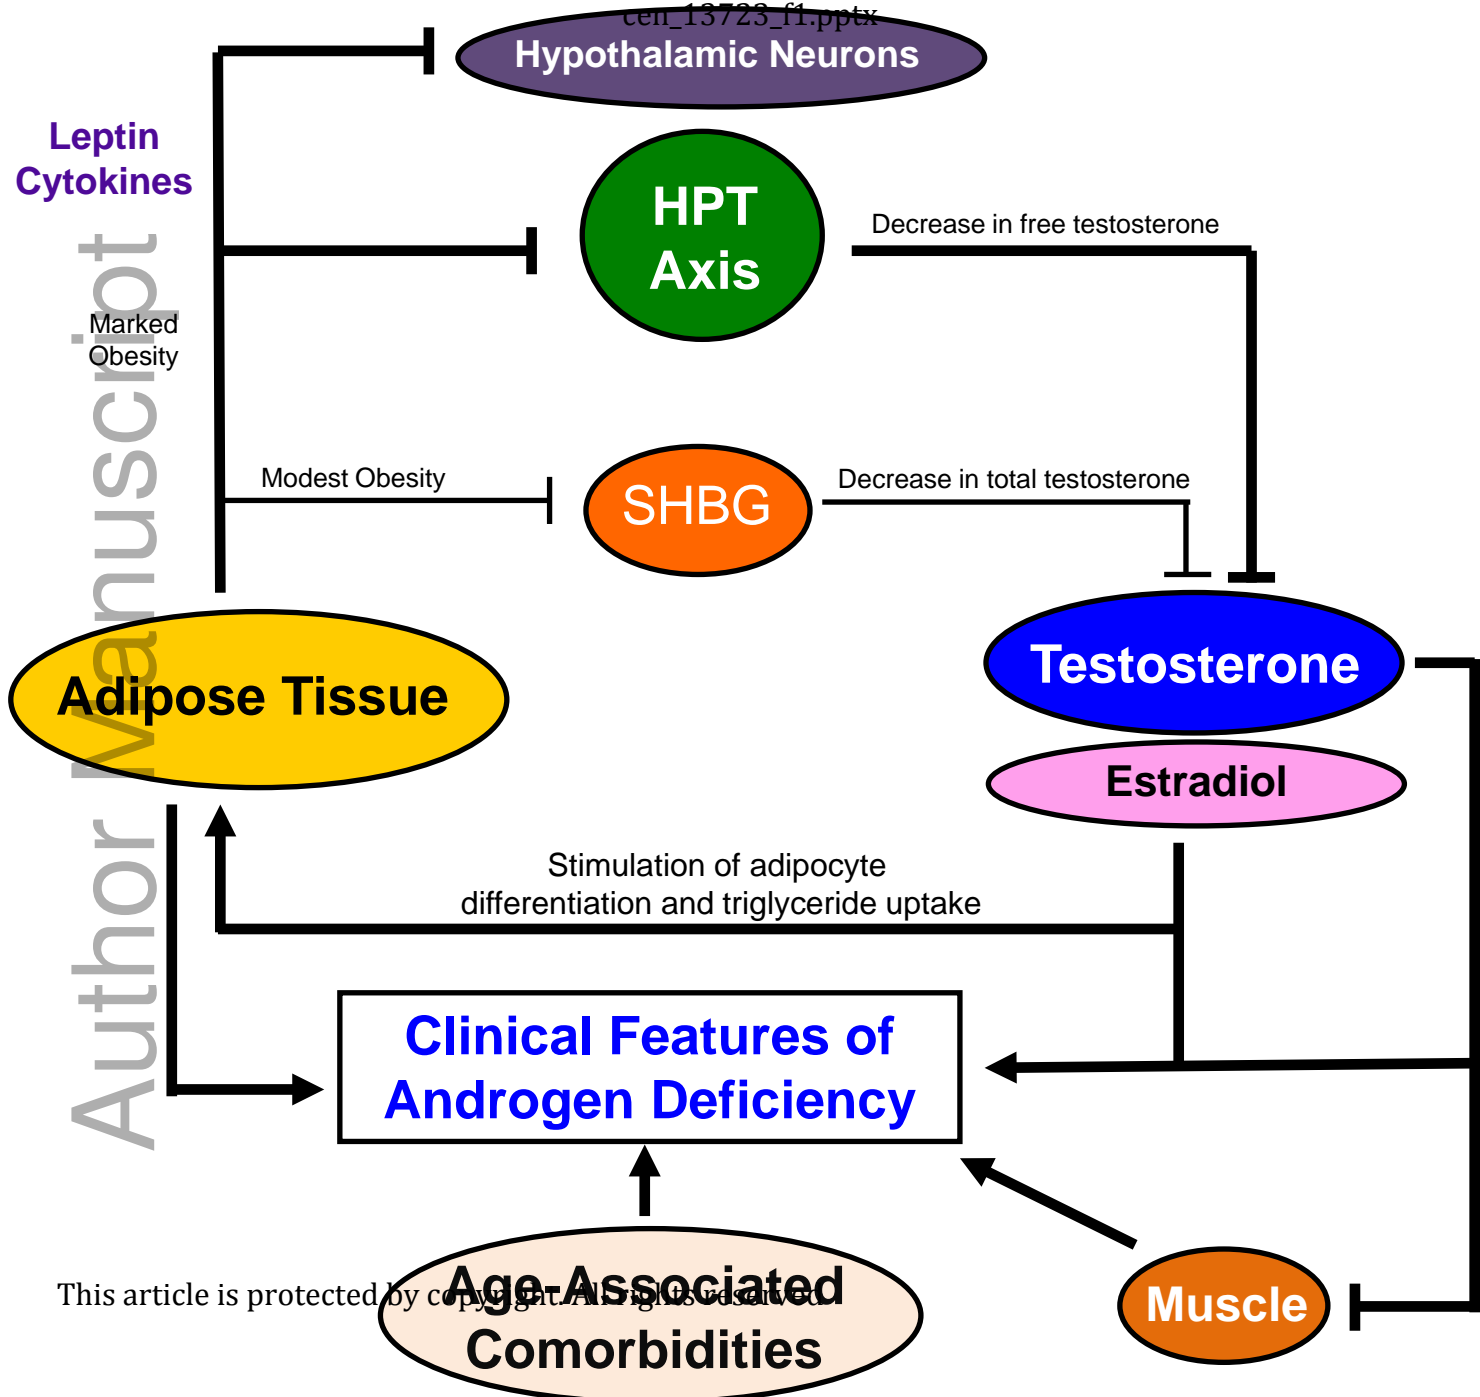 cen_13723_f1.pptx
Hypothalamic Neurons
Leptin
Cytokines
HPT
Axis
Decrease in free testosterone
Marked
Obesity
Modest Obesity
SHBG
Decrease in total testosterone
Adipose Tissue
Testosterone
Estradiol
Stimulation of adipocyte
differentiation and triglyceride uptake
Clinical Features of
Androgen Deficiency
Age-Associated
Comorbidities
Muscle
This article is protected by copyright. All rights reserved.
Author Manuscript